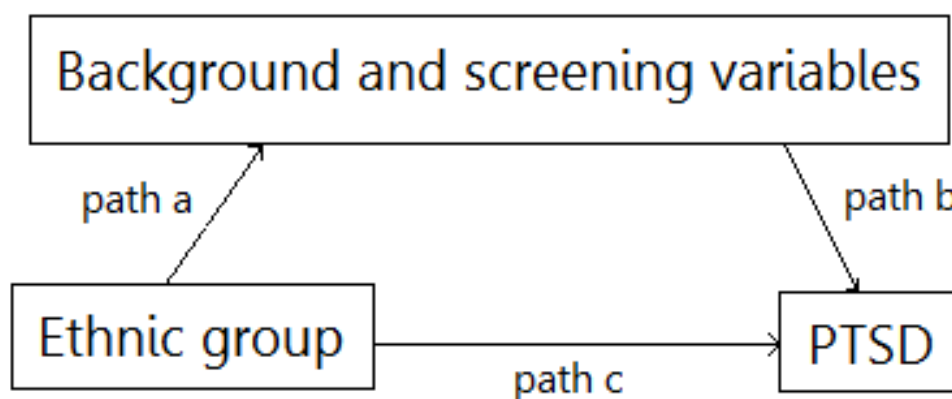 Background and screening variables
path a
path b
Ethnic group
PTSD
path c